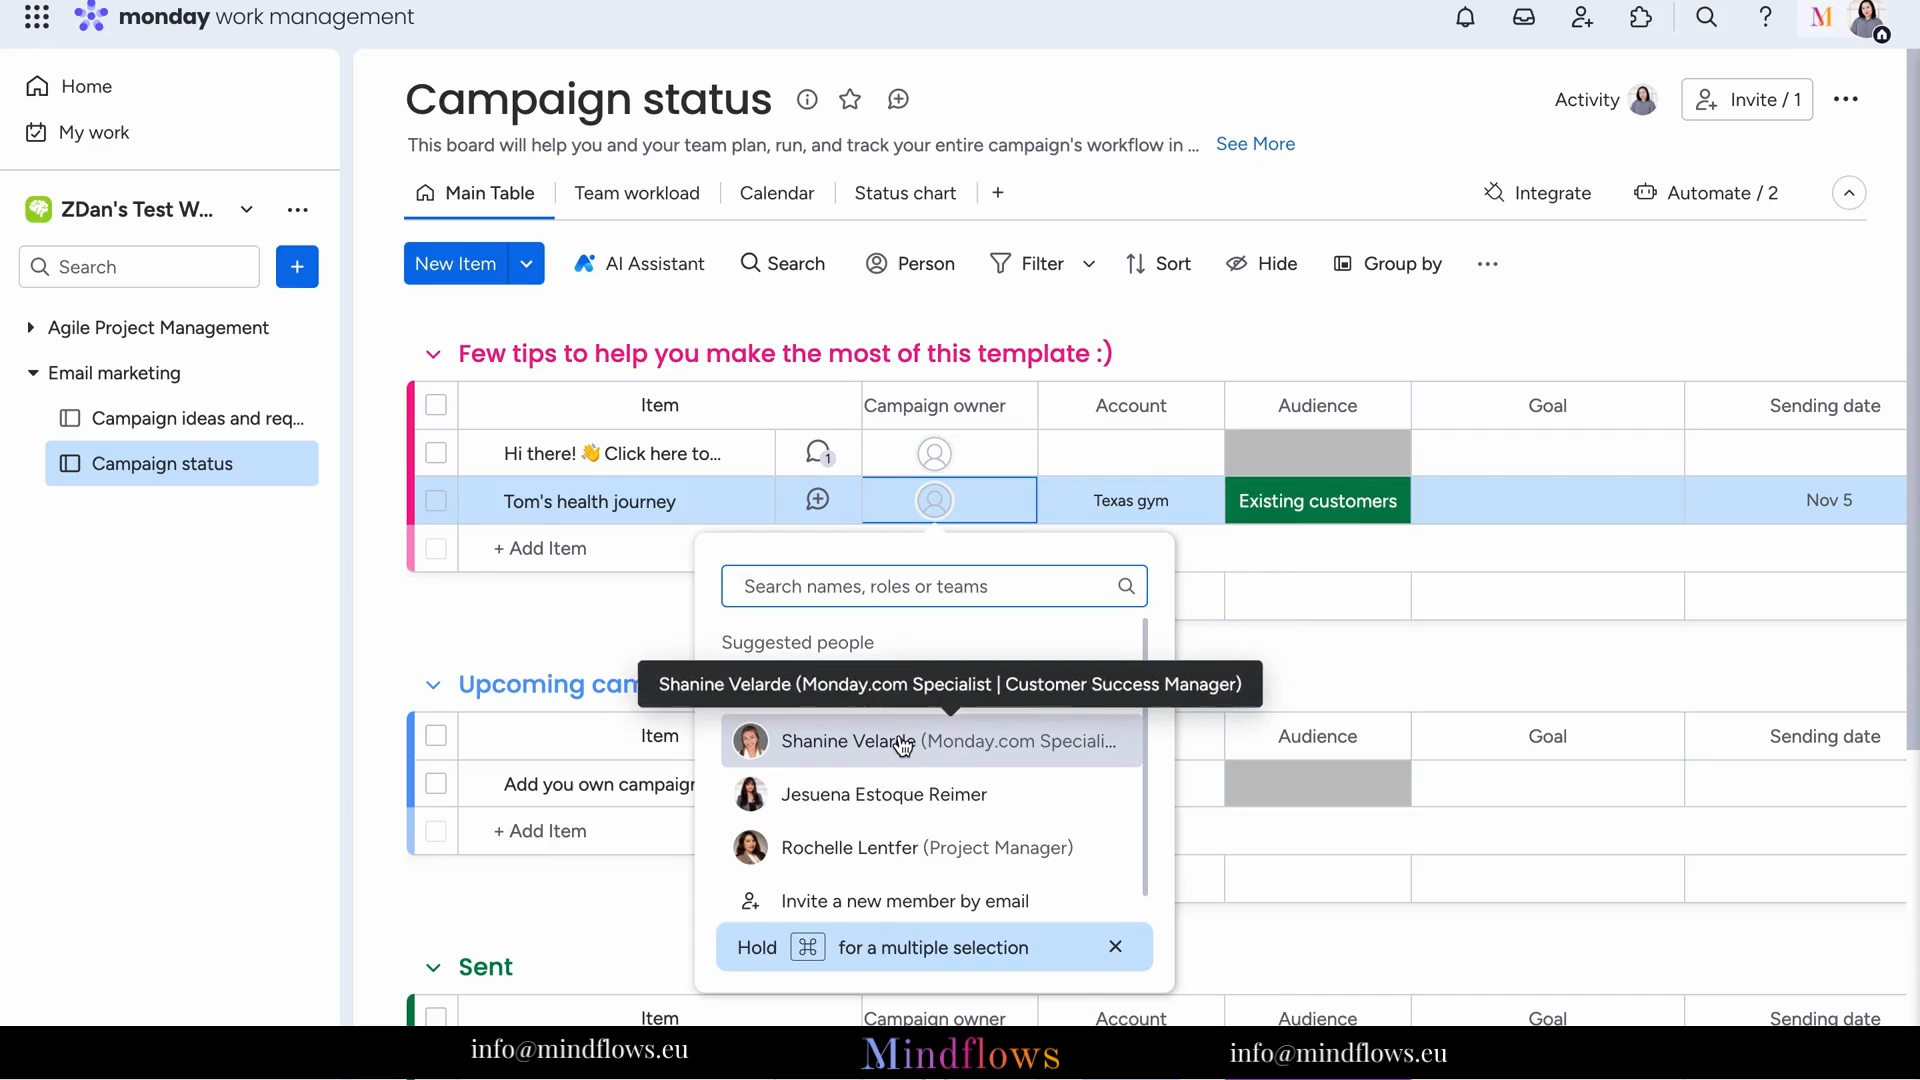 monday work management
M
Home
My work
ZDan's Test W...
Search
+
Agile Project Management
Email marketing
Campaign ideas and req...
Campaign status
Campaign status
Activity
Invite / 1
This board will help you and your team plan, run, and track your entire campaign's workflow in ... See More
Main Table
Team workload
Calendar
Status chart
+
Integrate
Automate / 2
New Item
AI Assistant
Search
Person
Filter
Sort
Hide
Group by
Few tips to help you make the most of this template :)
Item Campaign owner Account Audience Goal Sending date
Hi there! 👋 Click here to... 1
Tom's health journey Texas gym Existing customers Nov 5
+ Add Item
Search names, roles or teams
Suggested people
Shanine Velarde (Monday.com Specialist | Customer Success Manager)
Shanine Velarde (Monday.com Speciali...
Jesuena Estoque Reimer
Rochelle Lentfer (Project Manager)
Invite a new member by email
Hold ⌘ for a multiple selection
Upcoming cam
Item Audience Goal Sending date
Add you own campaign
+ Add Item
Sent
Item Campaign owner Account Audience Goal Sending date
info@mindflows.eu
Mindflows
info@mindflows.eu